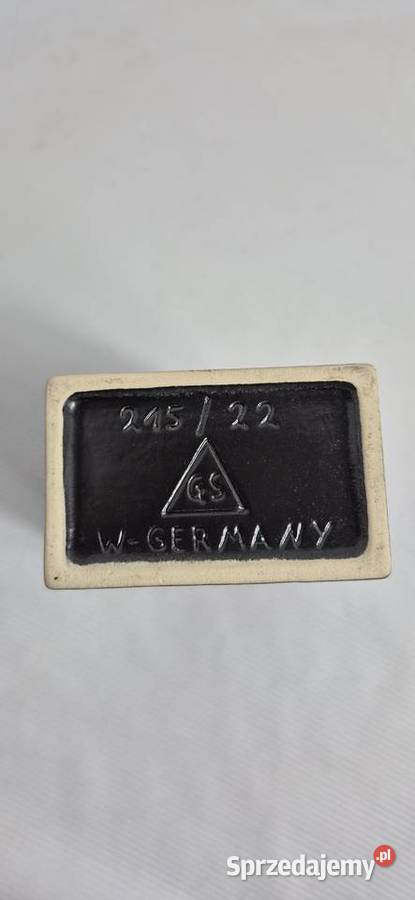 215/22
GS
W-GERMANY
Sprzedajemy.pl